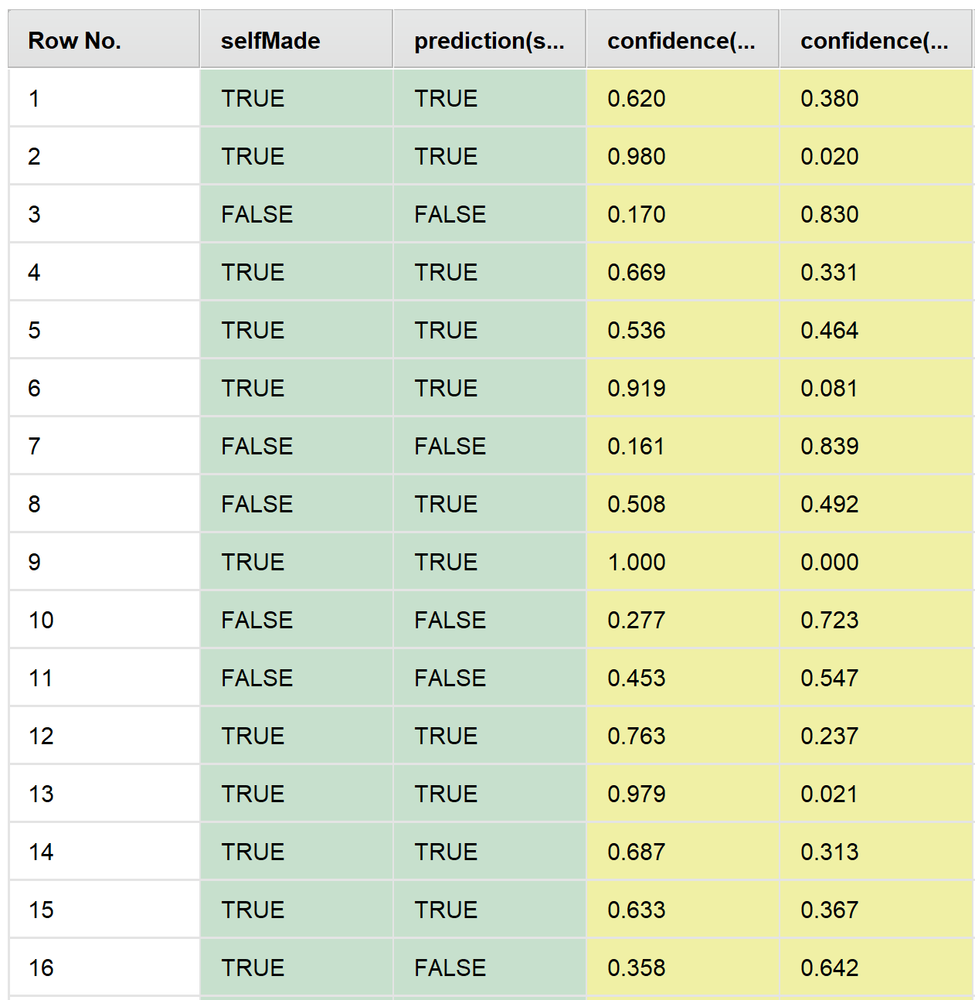 Row No. selfMade prediction(s... confidence(... confidence(...
1 TRUE TRUE 0.620 0.380
2 TRUE TRUE 0.980 0.020
3 FALSE FALSE 0.170 0.830
4 TRUE TRUE 0.669 0.331
5 TRUE TRUE 0.536 0.464
6 TRUE TRUE 0.919 0.081
7 FALSE FALSE 0.161 0.839
8 FALSE TRUE 0.508 0.492
9 TRUE TRUE 1.000 0.000
10 FALSE FALSE 0.277 0.723
11 FALSE FALSE 0.453 0.547
12 TRUE TRUE 0.763 0.237
13 TRUE TRUE 0.979 0.021
14 TRUE TRUE 0.687 0.313
15 TRUE TRUE 0.633 0.367
16 TRUE FALSE 0.358 0.642